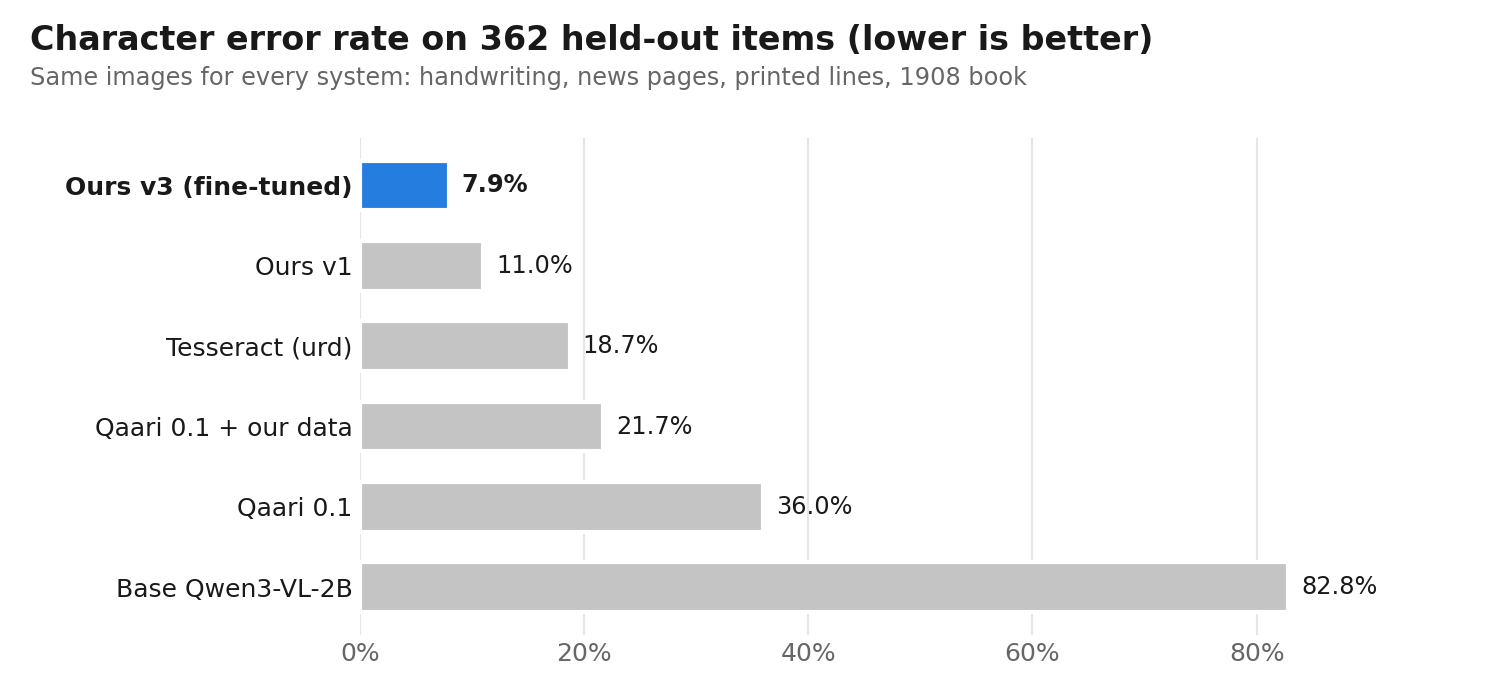 Character error rate on 362 held-out items (lower is better)
Same images for every system: handwriting, news pages, printed lines, 1908 book
Ours v3 (fine-tuned) 7.9%
Ours v1 11.0%
Tesseract (urd) 18.7%
Qaari 0.1 + our data 21.7%
Qaari 0.1 36.0%
Base Qwen3-VL-2B 82.8%
0% 20% 40% 60% 80%